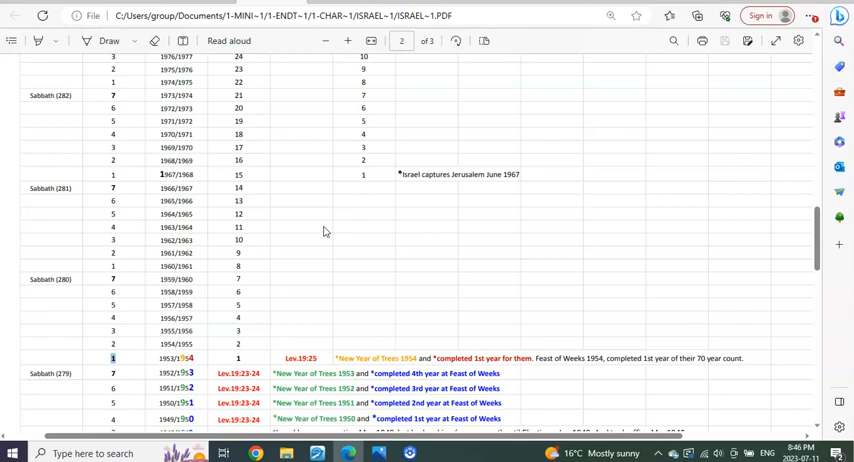 File
C:/Users/group/Documents/1-MINI~1/1-ENDT~1/1-CHAR~1/ISRAEL~1/ISRAEL~1.PDF
Sign in
Draw
Read aloud
2
of 3
3 1976/1977 24 10
2 1975/1976 23 9
1 1974/1975 22 8
Sabbath (282) 7 1973/1974 21 7
6 1972/1973 20 6
5 1970/1971 19 5
4 1969/1970 18 4
3 1969/1970 17 3
2 1968/1969 16 2
1 1967/1968 15 1 *Israel captures Jerusalem June 1967
Sabbath (281) 7 1966/1967 14
6 1965/1966 13
5 1964/1965 12
4 1963/1964 11
3 1962/1963 10
2 1961/1962 9
1 1960/1961 8
Sabbath (280) 7 1959/1960 7
6 1958/1959 6
5 1957/1958 5
4 1956/1957 4
3 1955/1956 3
2 1954/1955 2
1 1953/1954 1 Lev.19:25 *New Year of Trees 1954 and *completed 1st year for them. Feast of Weeks 1954, completed 1st year of their 70 year count.
Sabbath (279) 7 1952/1953 Lev.19:23-24 *New Year of Trees 1953 and *completed 4th year at Feast of Weeks
6 1951/1952 Lev.19:23-24 *New Year of Trees 1952 and *completed 3rd year at Feast of Weeks
5 1950/1951 Lev.19:23-24 *New Year of Trees 1951 and *completed 2nd year at Feast of Weeks
4 1949/1950 Lev.19:23-24 *New Year of Trees 1950 and *completed 1st year at Feast of Weeks
Type here to search
16°C Mostly sunny
ENG
8:46 PM
2023-07-11